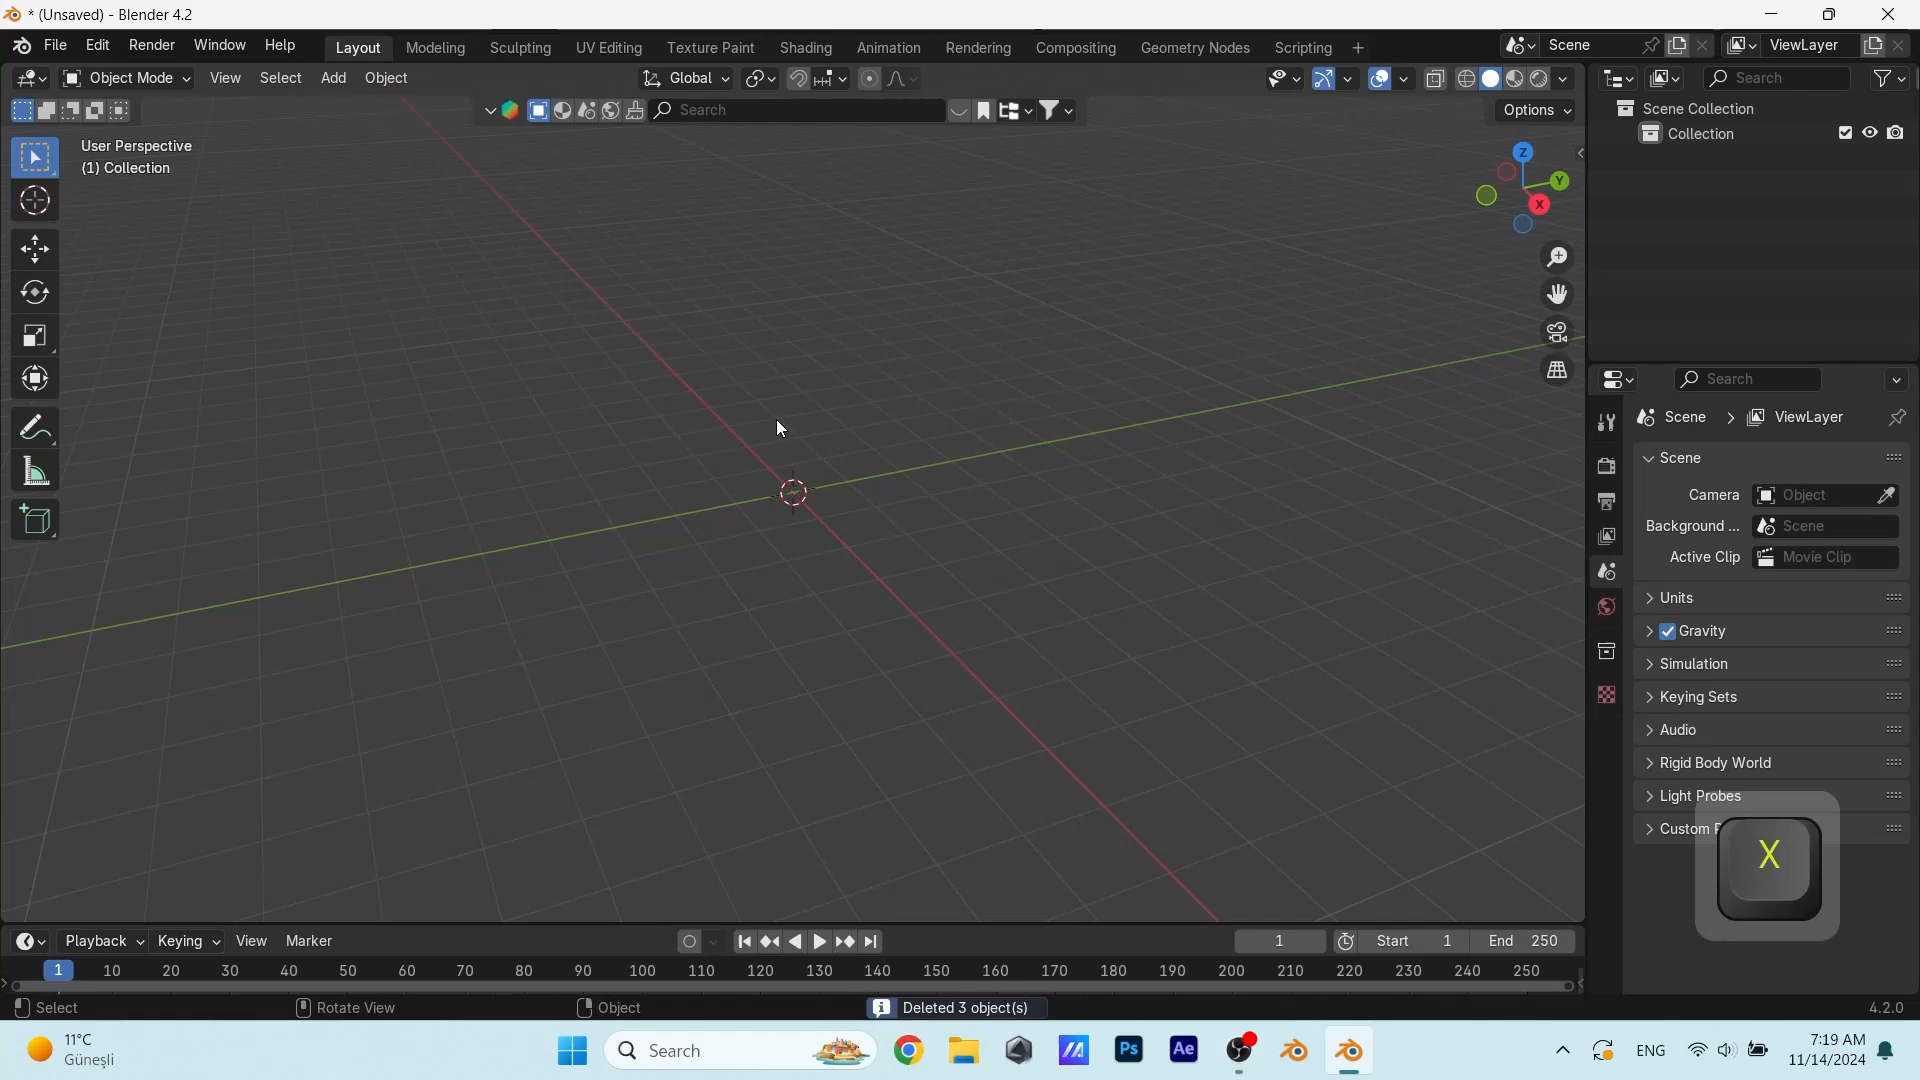 * (Unsaved) - Blender 4.2
File Edit Render Window Help Layout Modeling Sculpting UV Editing Texture Paint Shading Animation Rendering Compositing Geometry Nodes Scripting + Scene ViewLayer
Object Mode View Select Add Object Global Search
Search Options
Scene Collection
Collection
User Perspective
(1) Collection
Z
Y
X
Search
Scene > ViewLayer
Scene
Camera Object
Background ... Scene
Active Clip Movie Clip
Units
Gravity
Simulation
Keying Sets
Audio
Rigid Body World
Light Probes
Custom P
X
Playback Keying View Marker 1 Start 1 End 250
1 10 20 30 40 50 60 70 80 90 100 110 120 130 140 150 160 170 180 190 200 210 220 230 240 250
Select Rotate View Object Deleted 3 object(s) 4.2.0
11°C
Güneşli
Search Ps Ae ENG
7:19 AM
11/14/2024